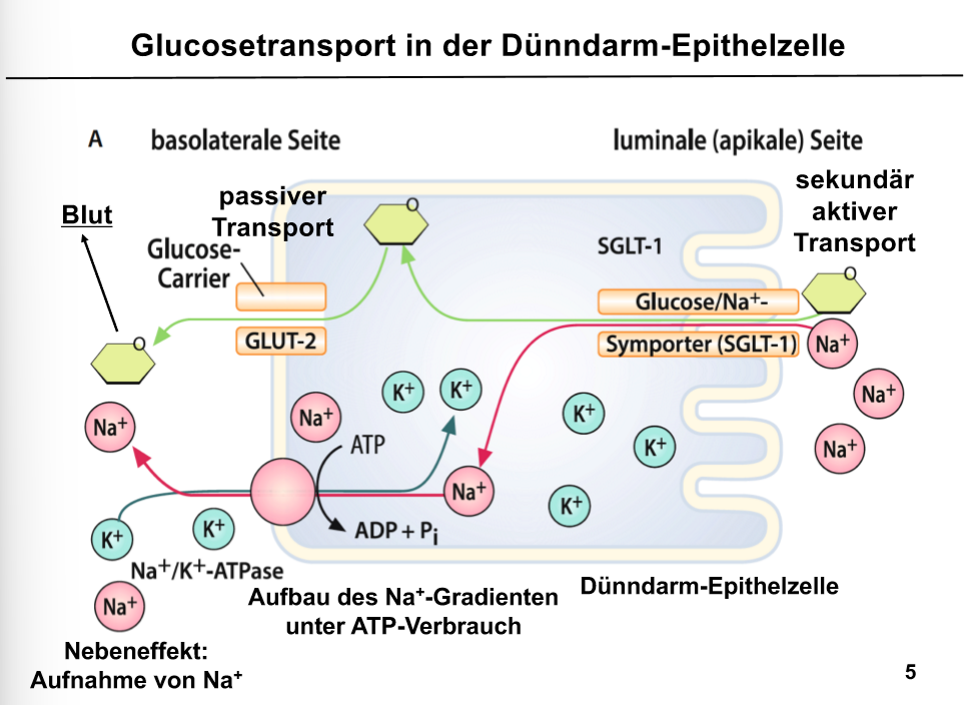 Glucosetransport in der Dünndarm-Epithelzelle
A
basolaterale Seite
luminale (apikale) Seite
Blut
passiver
Transport
Glucose-
Carrier
GLUT-2
O
O
SGLT-1
sekundär
aktiver
Transport
O
Glucose/Na⁺-
Symporter (SGLT-1)
Na⁺
Na⁺
Na⁺
Na⁺
Na⁺
K⁺
K⁺
K⁺
K⁺
K⁺
ATP
ADP + Pᵢ
Na⁺
K⁺
K⁺
Na⁺/K⁺-ATPase
Na⁺
Aufbau des Na⁺-Gradienten
unter ATP-Verbrauch
Dünndarm-Epithelzelle
Nebeneffekt:
Aufnahme von Na⁺
5